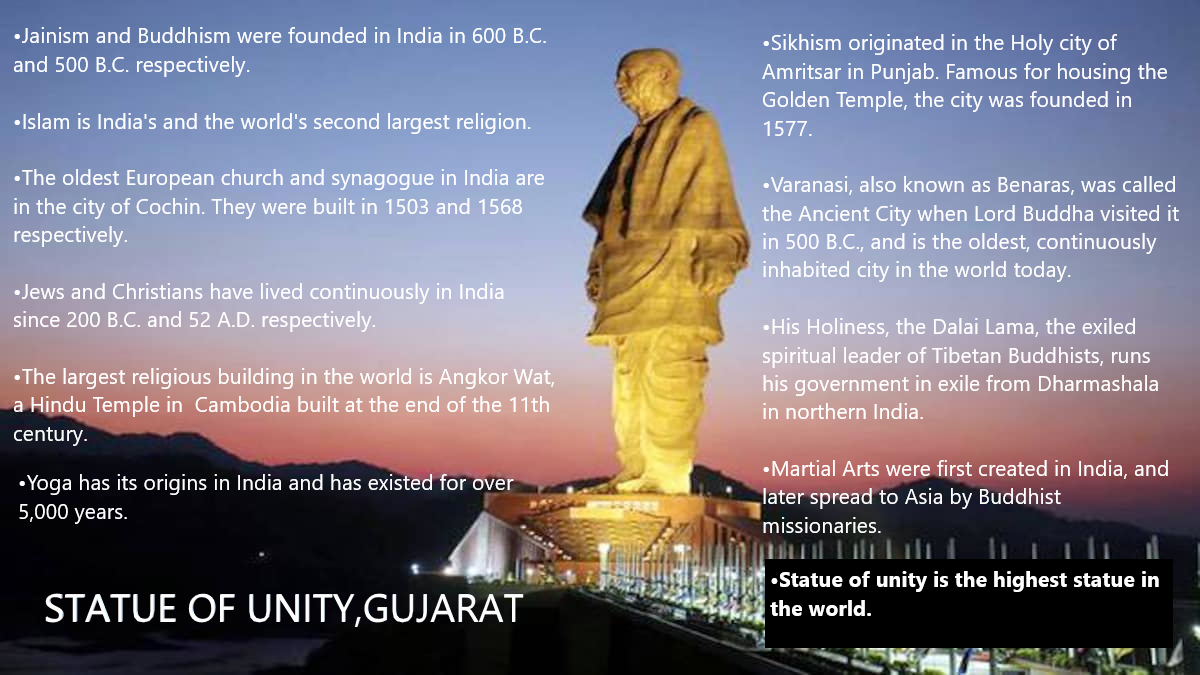 •Jainism and Buddhism were founded in India in 600 B.C.
and 500 B.C. respectively.
•Islam is India's and the world's second largest religion.
•The oldest European church and synagogue in India are
in the city of Cochin. They were built in 1503 and 1568
respectively.
•Jews and Christians have lived continuously in India
since 200 B.C. and 52 A.D. respectively.
•The largest religious building in the world is Angkor Wat,
a Hindu Temple in  Cambodia built at the end of the 11th
century.
•Yoga has its origins in India and has existed for over
5,000 years.
STATUE OF UNITY,GUJARAT
•Sikhism originated in the Holy city of
Amritsar in Punjab. Famous for housing the
Golden Temple, the city was founded in
1577.
•Varanasi, also known as Benaras, was called
the Ancient City when Lord Buddha visited it
in 500 B.C., and is the oldest, continuously
inhabited city in the world today.
•His Holiness, the Dalai Lama, the exiled
spiritual leader of Tibetan Buddhists, runs
his government in exile from Dharmashala
in northern India.
•Martial Arts were first created in India, and
later spread to Asia by Buddhist
missionaries.
•Statue of unity is the highest statue in
the world.